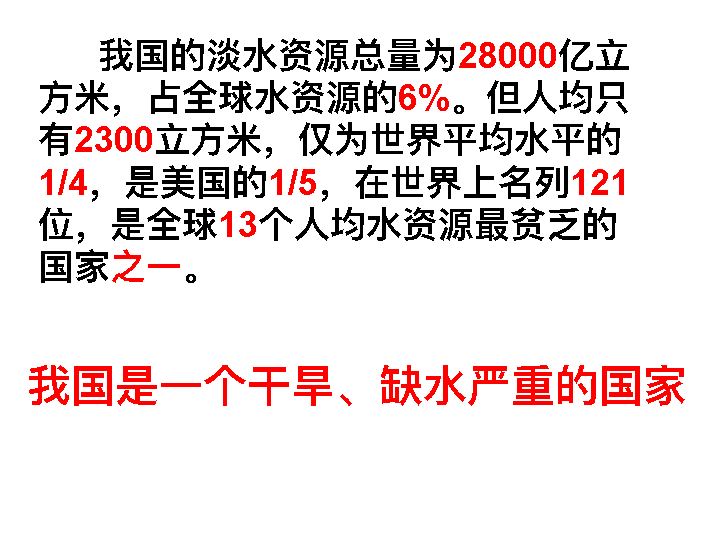 我国的淡水资源总量为28000亿立
方米，占全球水资源的6%。但人均只
有2300立方米，仅为世界平均水平的
1/4，是美国的1/5，在世界上名列121
位，是全球13个人均水资源最贫乏的
国家之一。
我国是一个干旱、缺水严重的国家